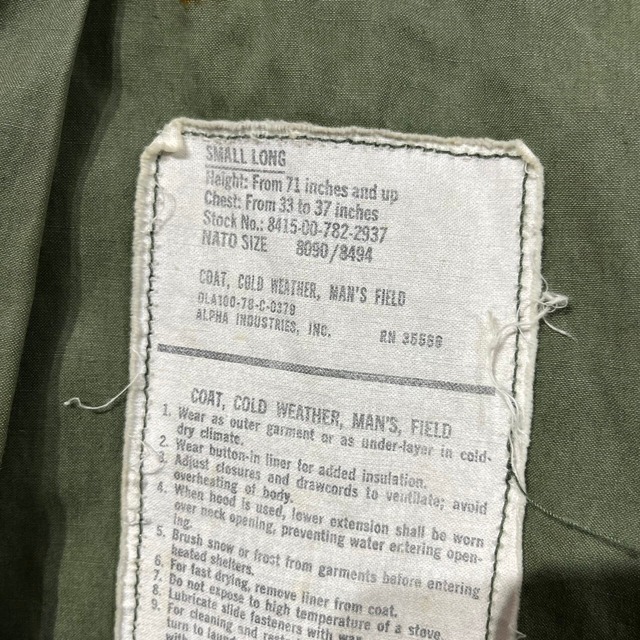 SMALL LONG
Height: From 71 inches and up
Chest: From 33 to 37 inches
Stock No.: 8415-00-782-2937
NATO SIZE 8090/8494
COAT, COLD WEATHER, MAN'S FIELD
DLA100-78-C-0379
ALPHA INDUSTRIES, INC. RN 35566
COAT, COLD WEATHER, MAN'S, FIELD
1. Wear as outer garment or as under-layer in cold-
dry climate.
2. Wear button-in liner for added insulation.
3. Adjust closures and drawcords to ventilate; avoid
overheating of body.
4. When hood is used, lower extension shall be worn
over neck opening, preventing water entering open-
ing.
5. Brush snow or frost from garments before entering
heated shelters.
6. For fast drying, remove liner from coat.
7. Do not expose to high temperature of a stove.
8. Lubricate slide fasteners with wax.
9. For cleaning and